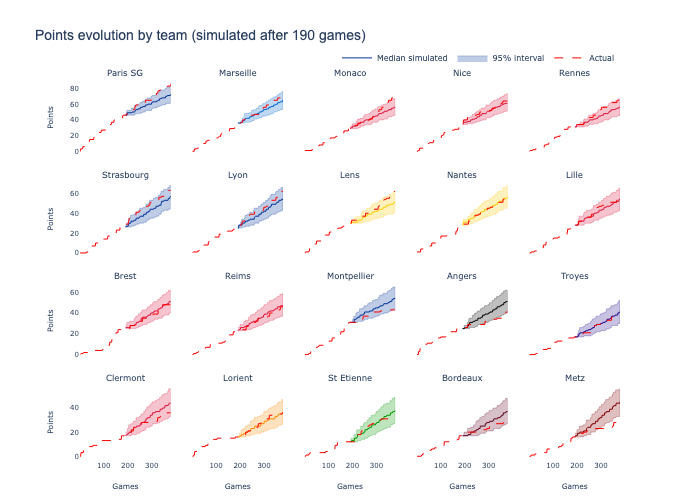 Points evolution by team (simulated after 190 games)
Median simulated 95% interval Actual
Paris SG Marseille Monaco Nice Rennes
80
60
40
20
0
Points
Strasbourg Lyon Lens Nantes Lille
60
40
20
0
Points
Brest Reims Montpellier Angers Troyes
60
40
20
0
Points
Clermont Lorient St Etienne Bordeaux Metz
40
20
0
Points
100 200 300 100 200 300 100 200 300 100 200 300 100 200 300
Games Games Games Games Games